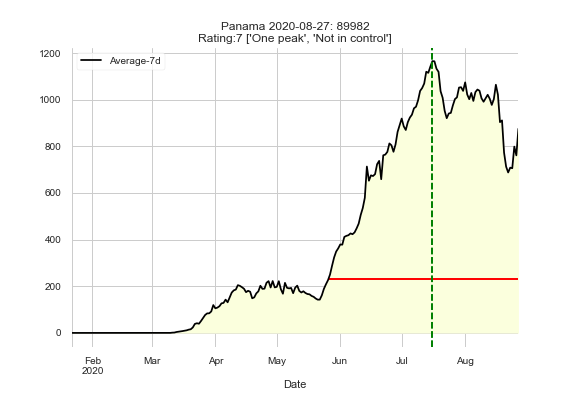 Panama 2020-08-27: 89982
Rating:7 ['One peak', 'Not in control']
1200
Average-7d
1000
800
600
400
200
0
Feb
2020
Mar
Apr
May
Jun
Jul
Aug
Date